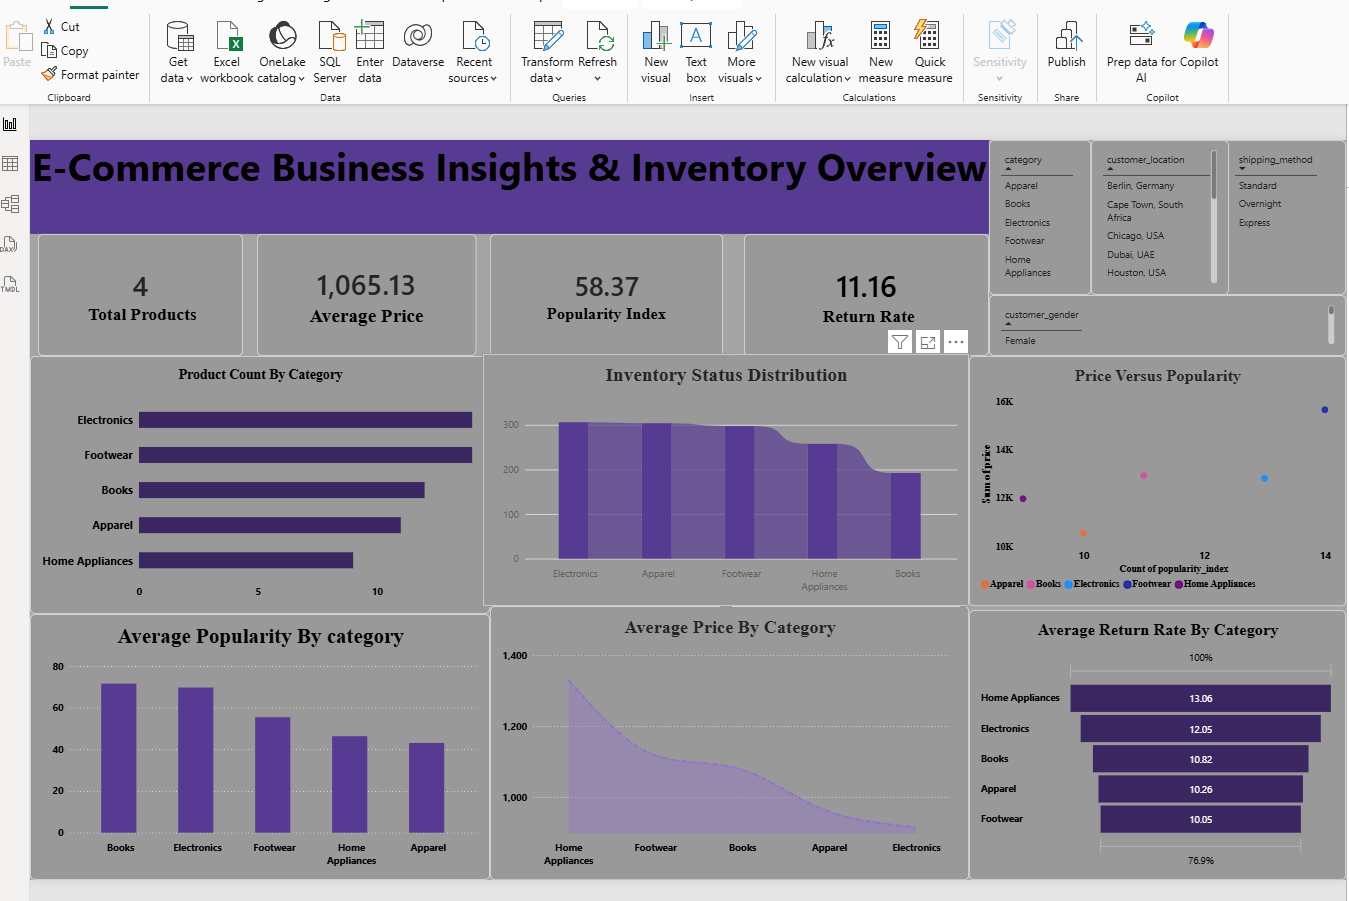 Paste
Cut
Copy
Format painter
Clipboard
Get data
Excel workbook
OneLake catalog
SQL Server
Enter data
Dataverse
Recent sources
Data
Transform data
Refresh
Queries
New visual
Text box
More visuals
Insert
New visual calculation
New measure
Quick measure
Calculations
Sensitivity
Sensitivity
Publish
Share
Prep data for AI
Copilot
Copilot
DAX
TMDL
E-Commerce Business Insights & Inventory Overview
category
Apparel
Books
Electronics
Footwear
Home
Appliances
customer_location
Berlin, Germany
Cape Town, South
Africa
Chicago, USA
Dubai, UAE
Houston, USA
shipping_method
Standard
Overnight
Express
customer_gender
Female
4
Total Products
1,065.13
Average Price
58.37
Popularity Index
11.16
Return Rate
Product Count By Category
Electronics
Footwear
Books
Apparel
Home Appliances
0 5 10
Inventory Status Distribution
300
200
100
0
Electronics Apparel Footwear Home Appliances Books
Price Versus Popularity
Sum of price
16K
14K
12K
10K
10 12 14
Count of popularity_index
Apparel Books Electronics Footwear Home Appliances
Average Popularity By category
80
60
40
20
0
Books Electronics Footwear Home Appliances Apparel
Average Price By Category
1,400
1,200
1,000
Home Appliances Footwear Books Apparel Electronics
Average Return Rate By Category
100%
Home Appliances 13.06
Electronics 12.05
Books 10.82
Apparel 10.26
Footwear 10.05
76.9%